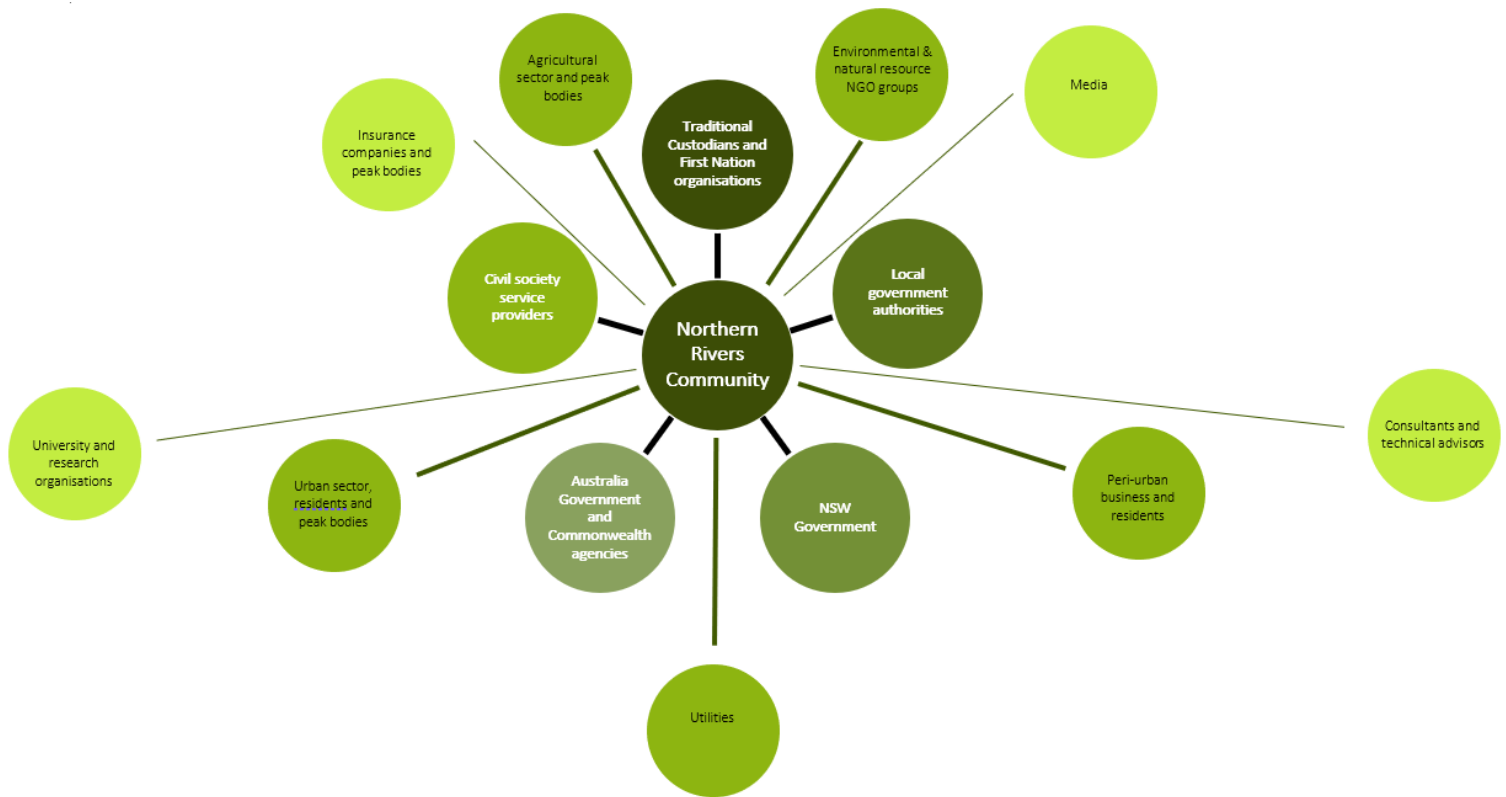 Agricultural
sector and peak
bodies
Environmental &
natural resource
NGO groups
Media
Insurance
companies and
peak bodies
Traditional
Custodians and
First Nation
organisations
Civil society
service
providers
Local
government
authorities
Northern
Rivers
Community
University and
research
organisations
Urban sector,
residents and
peak bodies
Australia
Government
and
Commonwealth
agencies
NSW
Government
Peri-urban
business and
residents
Consultants and
technical advisors
Utilities